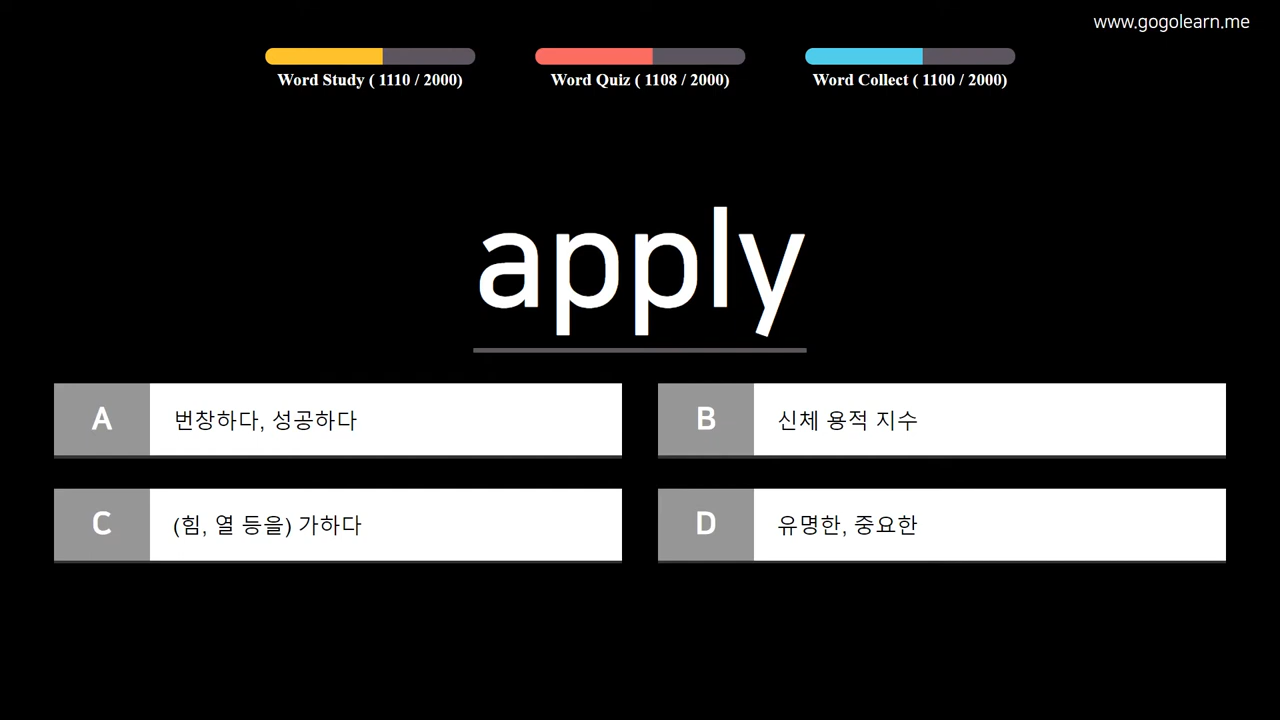 www.gogolearn.me
Word Study ( 1110 / 2000)
Word Quiz ( 1108 / 2000)
Word Collect ( 1100 / 2000)
apply
A 번창하다, 성공하다
B 신체 용적 지수
C (힘, 열 등을) 가하다
D 유명한, 중요한